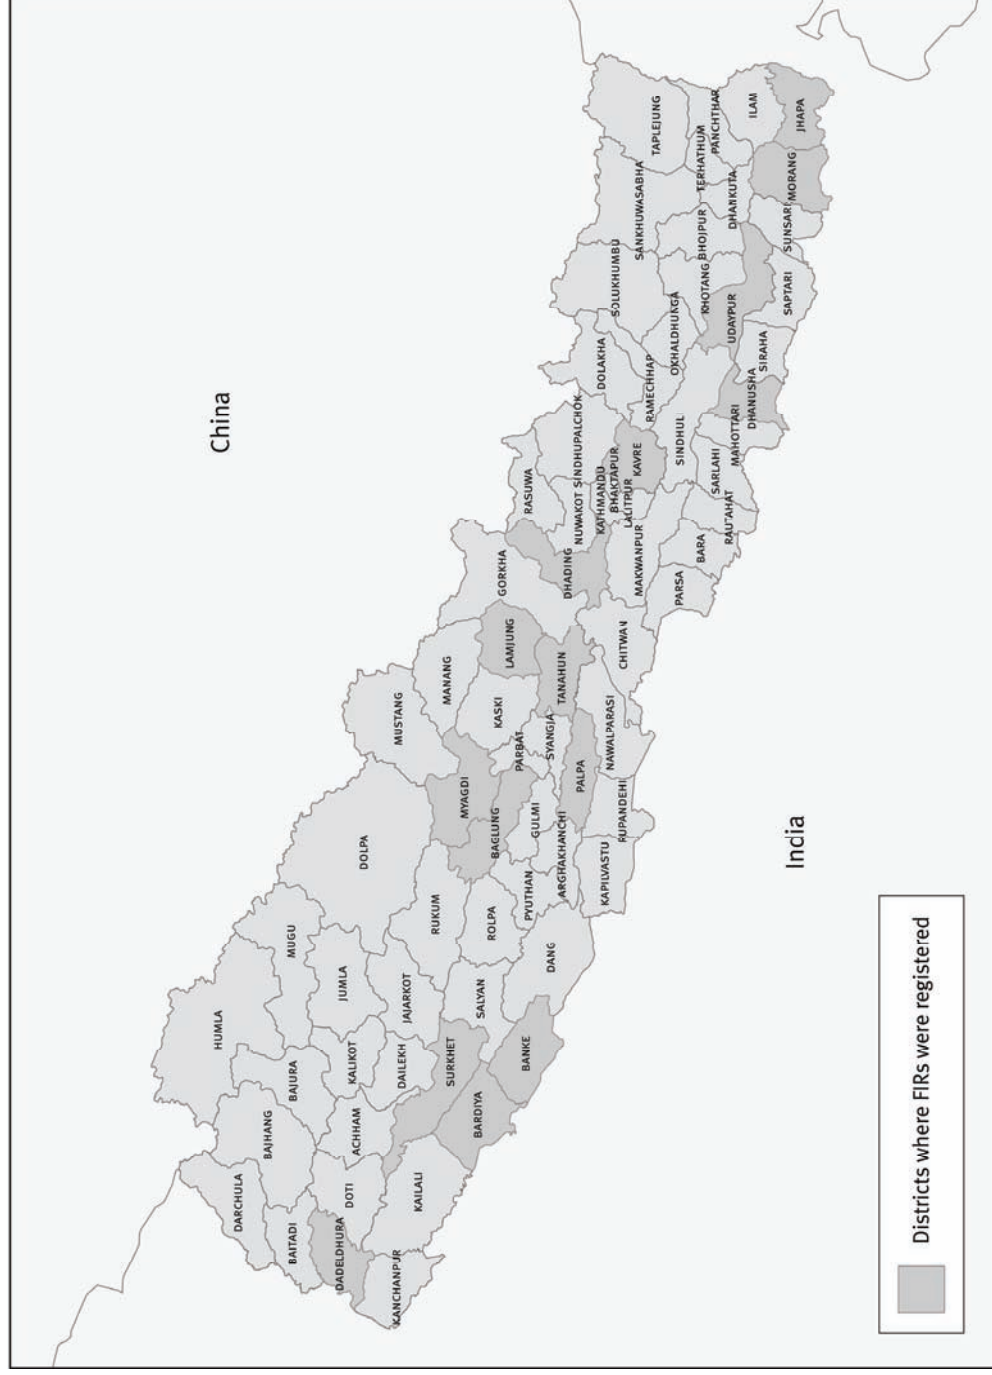 China
HUMLA
DARCHULA
BAJHANG
MUGU
BAITADI
BAJURA
DADELDHURA
DOTI
ACHHAM
KALIKOT
JUMLA
DOLPA
MUSTANG
KANCHANPUR
KAILALI
DAILEKH
JAJARKOT
RUKUM
MANANG
SURKHET
MYAGDI
BARDIYA
SALYAN
ROLPA
BAGLUNG
KASKI
LAMJUNG
GORKHA
BANKE
DANG
PYUTHAN
GULMI
PARBAT
SYANGJA
TANAHUN
DHADING
RASUWA
ARGHAKHANCHI
PALPA
NUWAKOT
SINDHUPALCHOK
DOLAKHA
SOLUKHUMBU
SANKHUWASABHA
TAPLEJUNG
KAPILVASTU
RUPANDEHI
NAWALPARASI
CHITWAN
MAKWANPUR
KATHMANDU
BHAKTAPUR
LALITPUR
KAVRE
RAMECHHAP
OKHALDHUNGA
KHOTANG
BHOJPUR
TERHATHUM
PANCHTHAR
PARSA
BARA
RAUTAHAT
SARLAHI
SINDHUL
MAHOTTARI
DHANUSHA
SIRAHA
UDAYPUR
SAPTARI
SUNSARI
DHANKUTA
MORANG
ILAM
JHAPA
India
Districts where FIRs were registered